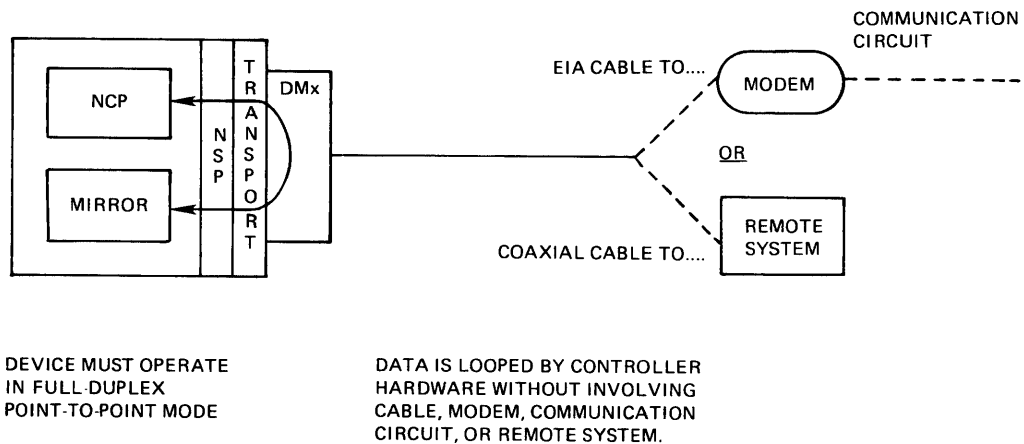 COMMUNICATION
CIRCUIT
EIA CABLE TO....
MODEM
NCP
NSP
TRANSPORT
DMx
OR
MIRROR
REMOTE
SYSTEM
COAXIAL CABLE TO....
DEVICE MUST OPERATE
IN FULL-DUPLEX
POINT-TO-POINT MODE
DATA IS LOOPED BY CONTROLLER
HARDWARE WITHOUT INVOLVING
CABLE, MODEM, COMMUNICATION
CIRCUIT, OR REMOTE SYSTEM.